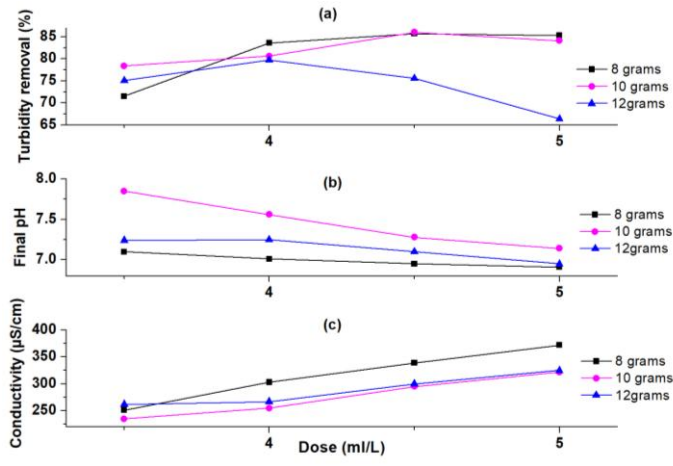 (a)
Turbidity removal (%)
85
80
75
70
65
4
5
8 grams
10 grams
12grams
(b)
Final pH
8.0
7.5
7.0
4
5
8 grams
10 grams
12grams
(c)
Conductivity (µS/cm)
400
350
300
250
4
5
8 grams
10 grams
12grams
Dose (ml/L)